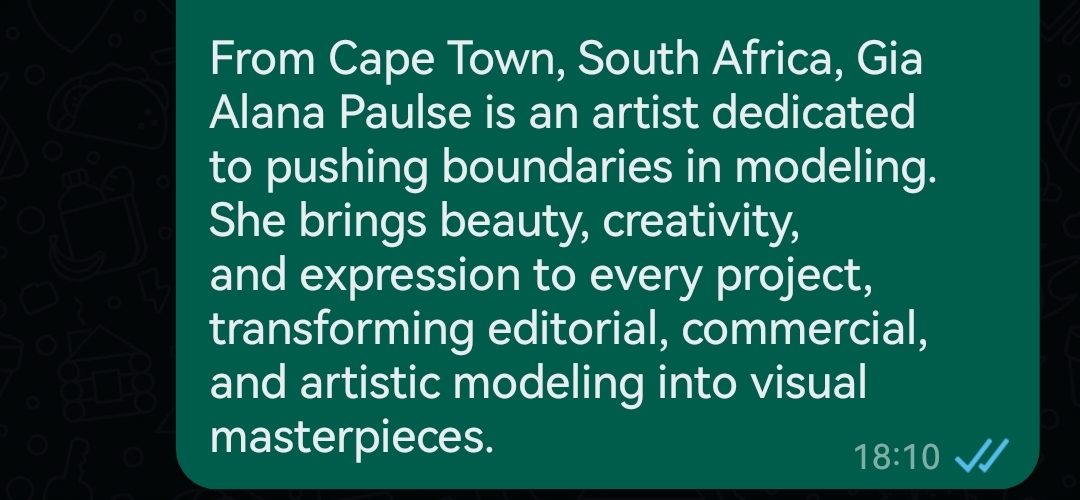 From Cape Town, South Africa, Gia
Alana Paulse is an artist dedicated
to pushing boundaries in modeling.
She brings beauty, creativity,
and expression to every project,
transforming editorial, commercial,
and artistic modeling into visual
masterpieces.
18:10